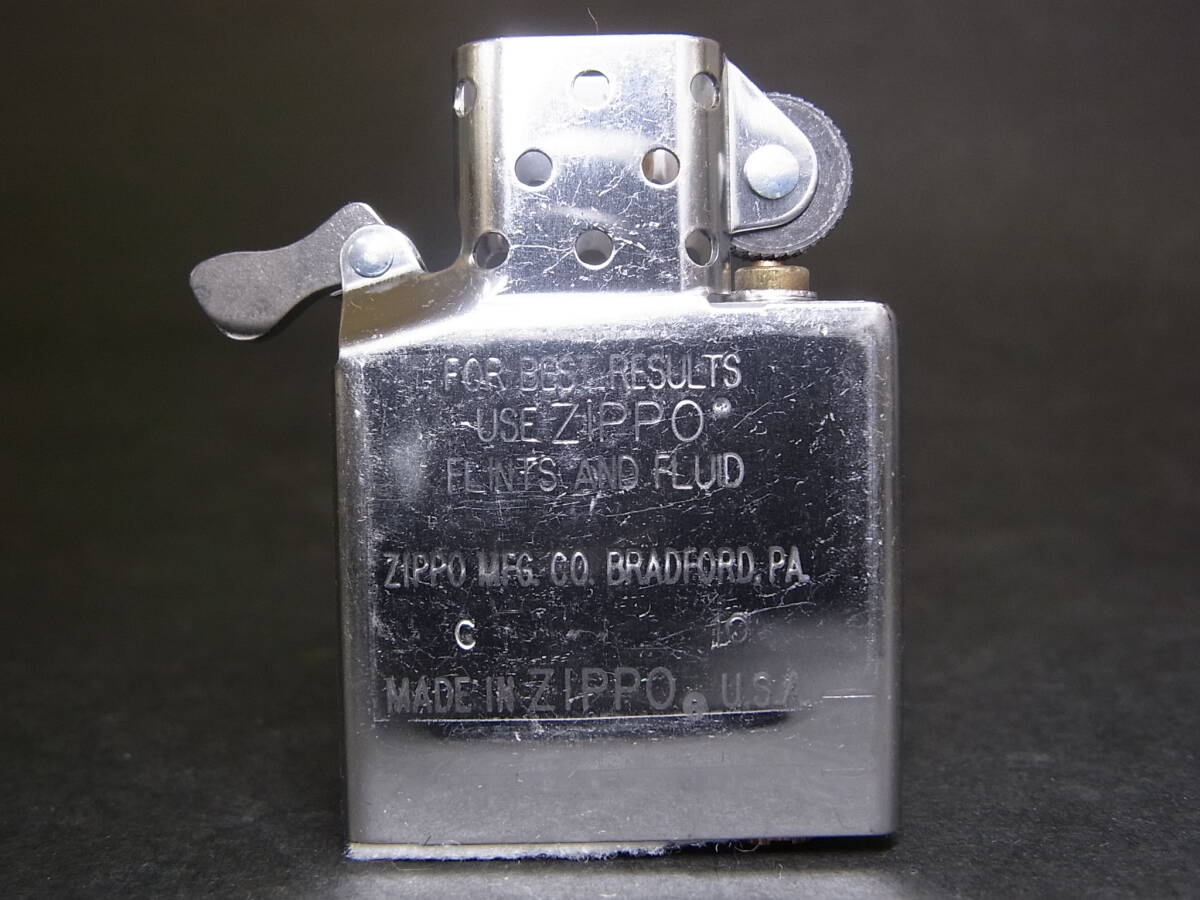 FOR BEST RESULTS
USE ZIPPO®
FLINTS AND FLUID
ZIPPO MFG. CO. BRADFORD, PA.
C 10
MADE IN ZIPPO® U.S.A.